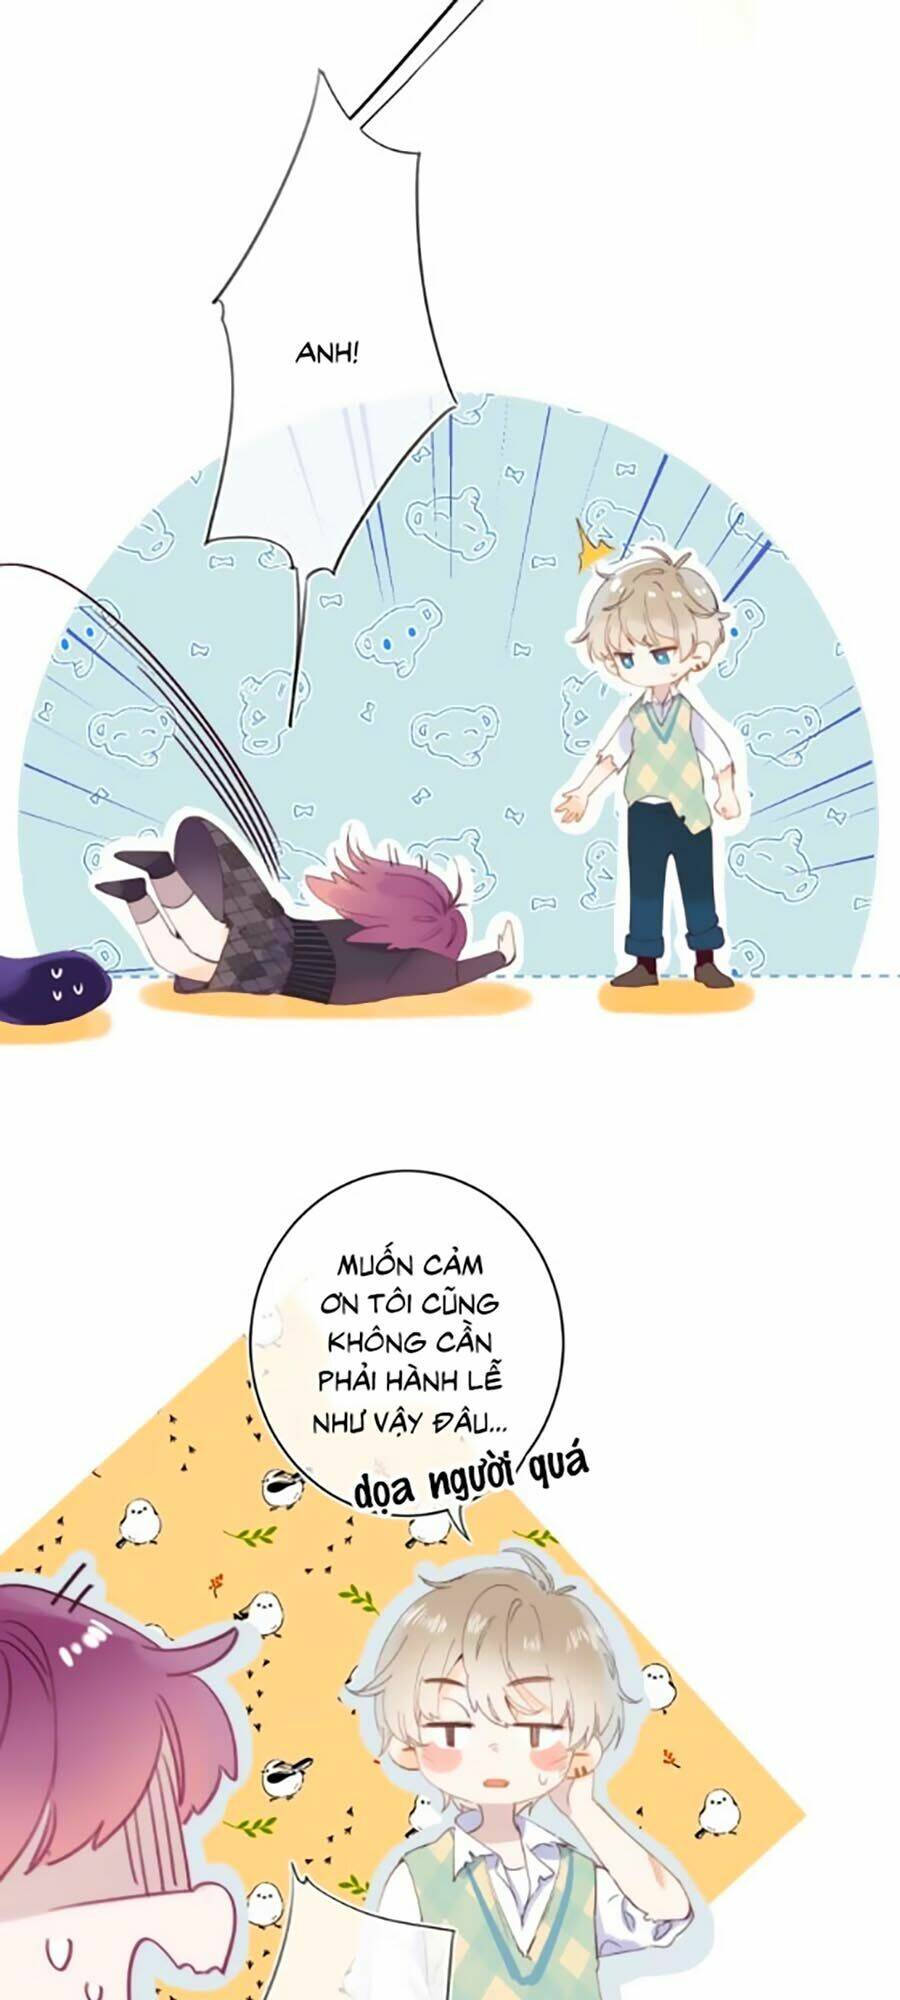 ANH!
MUỐN CẢM
ƠN TÔI CŨNG
KHÔNG CẦN
PHẢI HÀNH LỄ
NHƯ VẬY ĐÂU...
dọa người quá